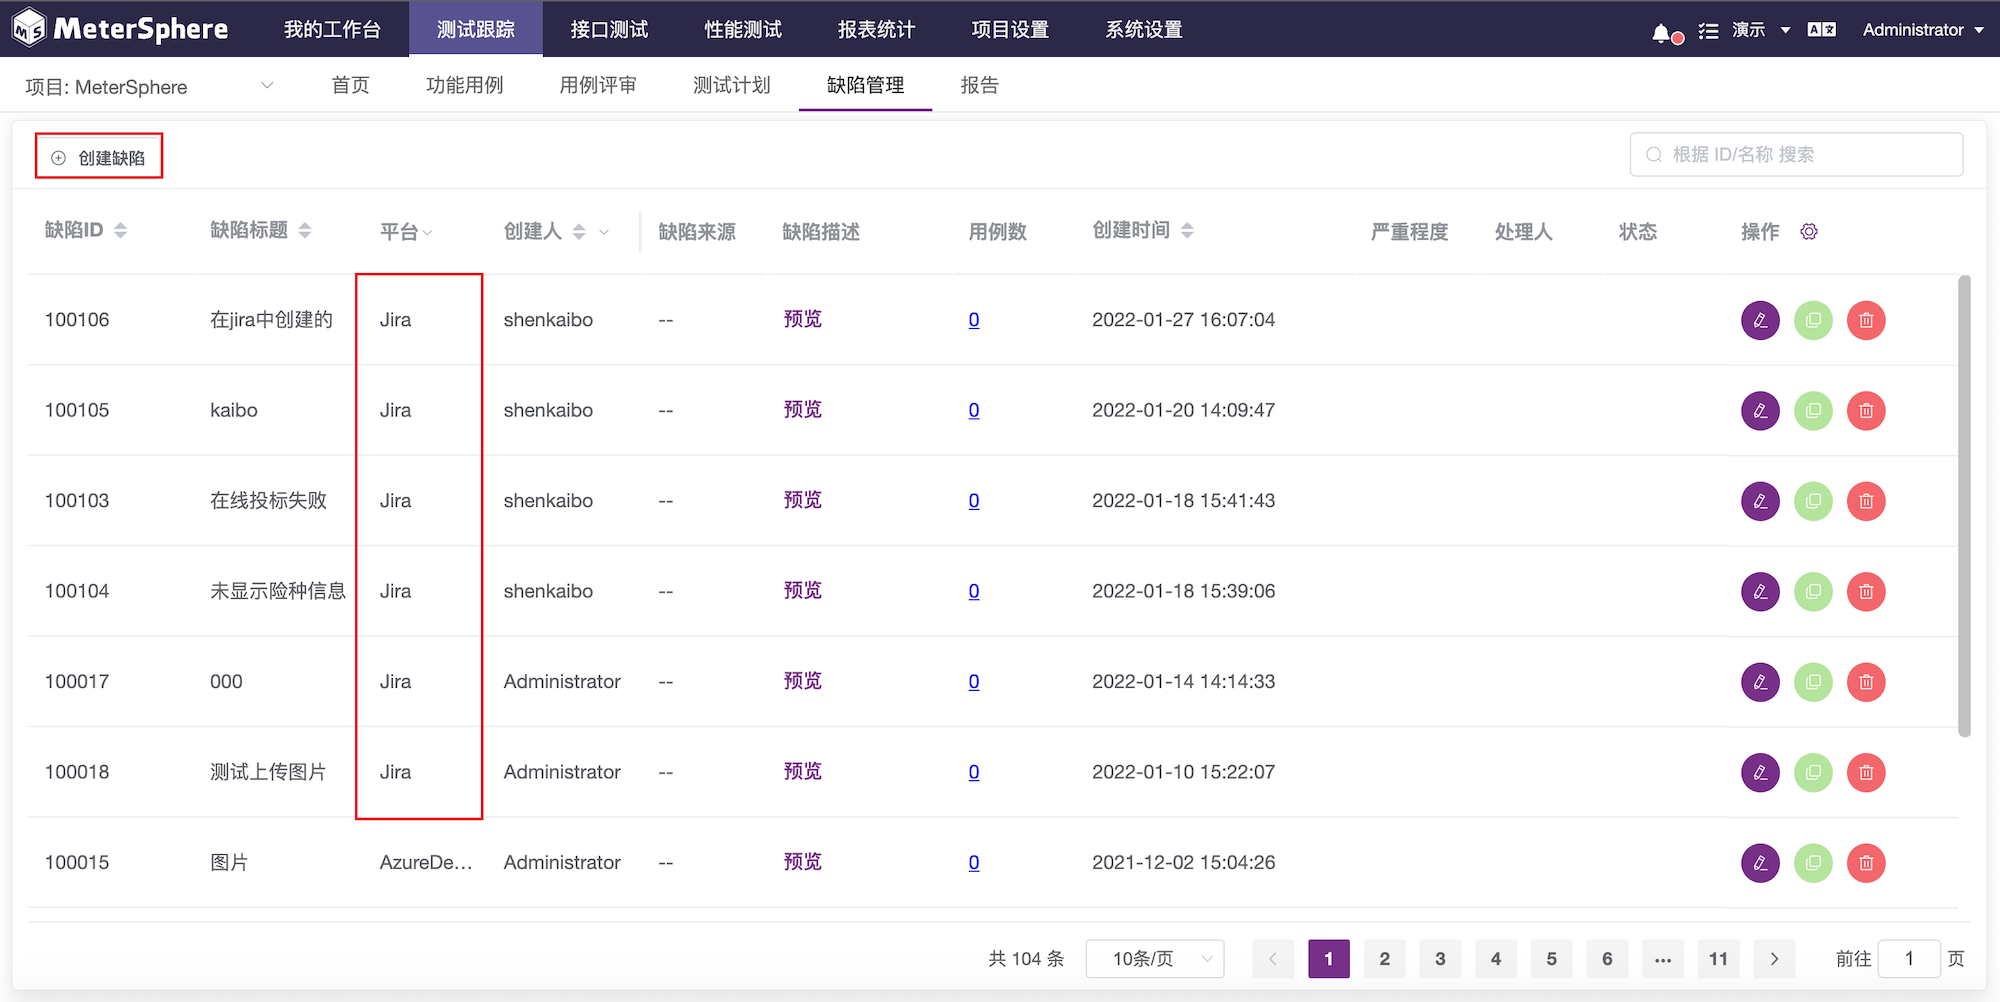 MeterSphere 我的工作台 测试跟踪 接口测试 性能测试 报表统计 项目设置 系统设置 演示 Administrator
项目: MeterSphere 首页 功能用例 用例评审 测试计划 缺陷管理 报告
创建缺陷 根据 ID/名称 搜索
缺陷ID 缺陷标题 平台 创建人 缺陷来源 缺陷描述 用例数 创建时间 严重程度 处理人 状态 操作
100106 在jira中创建的 Jira shenkaibo -- 预览 0 2022-01-27 16:07:04
100105 kaibo Jira shenkaibo -- 预览 0 2022-01-20 14:09:47
100103 在线投标失败 Jira shenkaibo -- 预览 0 2022-01-18 15:41:43
100104 未显示险种信息 Jira shenkaibo -- 预览 0 2022-01-18 15:39:06
100017 000 Jira Administrator -- 预览 0 2022-01-14 14:14:33
100018 测试上传图片 Jira Administrator -- 预览 0 2022-01-10 15:22:07
100015 图片 AzureDe... Administrator -- 预览 0 2021-12-02 15:04:26
共 104 条 10条/页 1 2 3 4 5 6 ... 11 前往 1 页